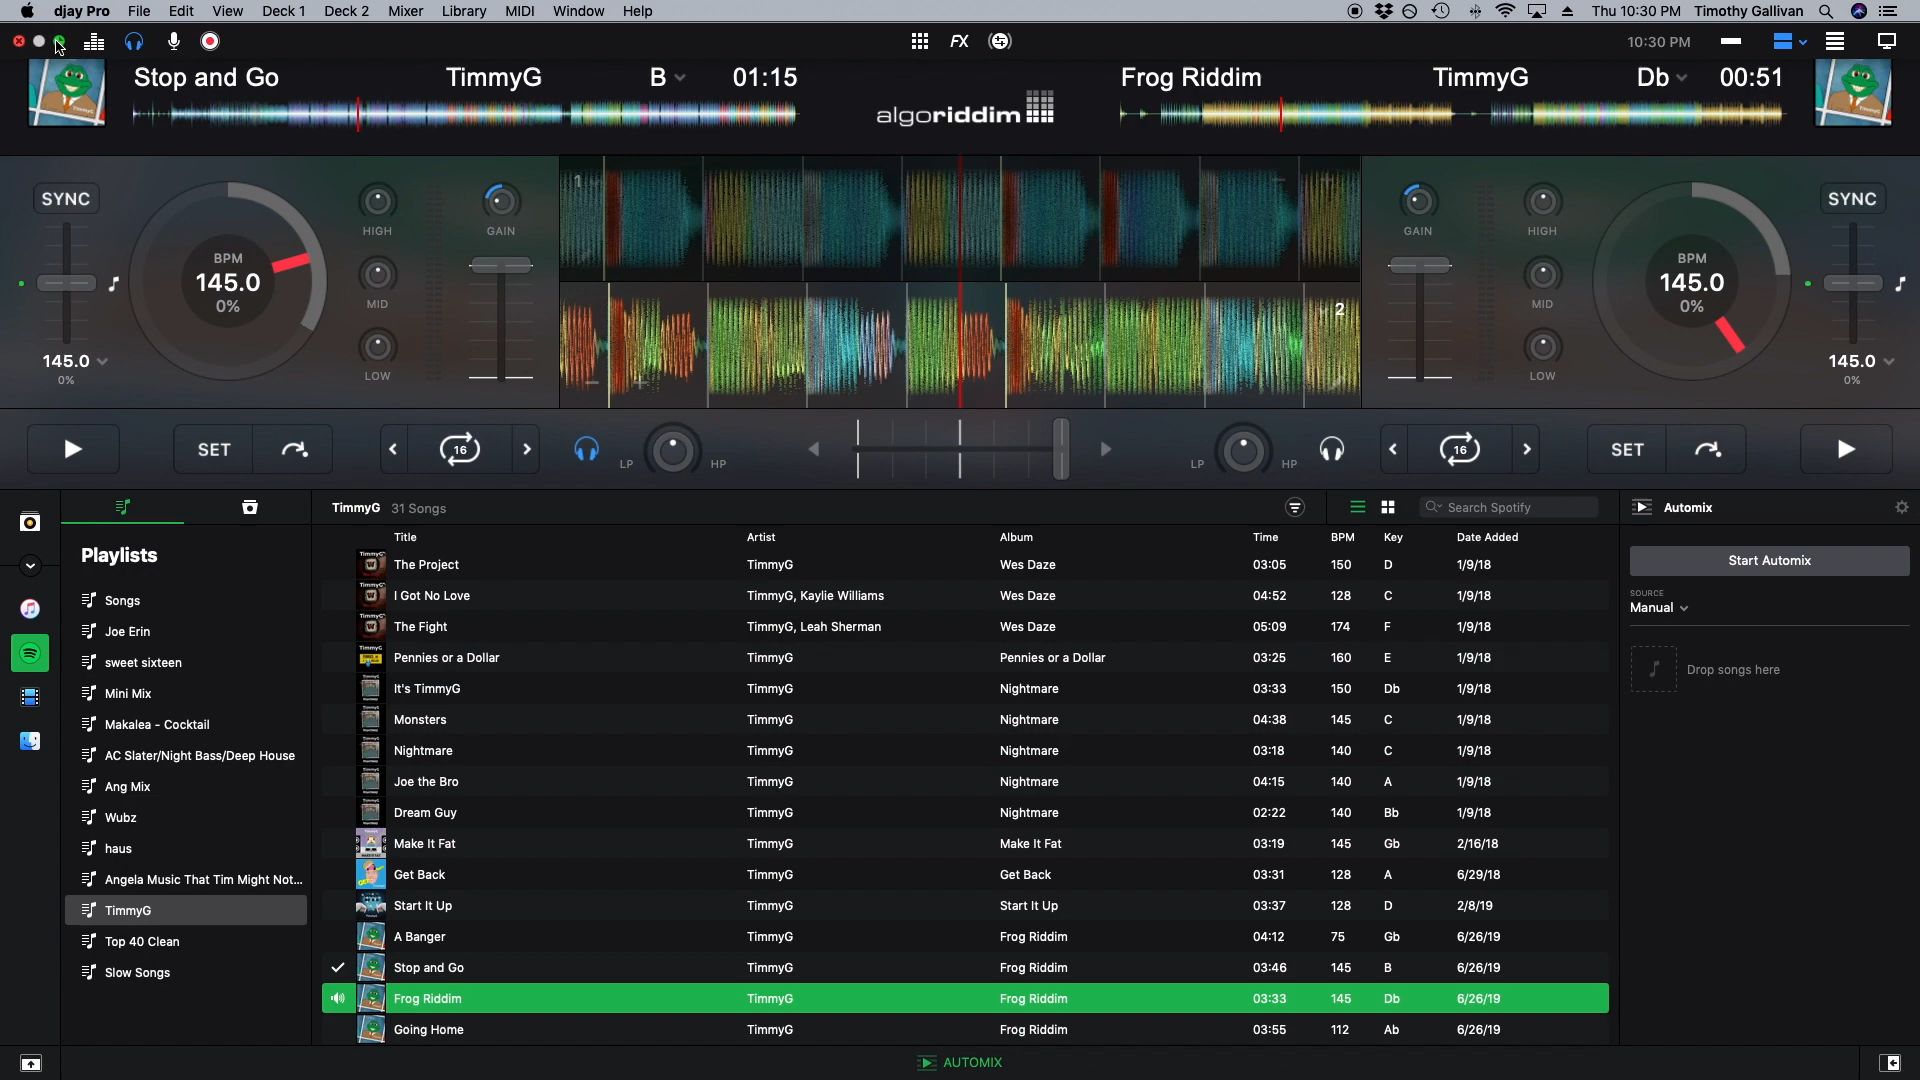 djay Pro File Edit View Deck 1 Deck 2 Mixer Library MIDI Window Help Thu 10:30 PM Timothy Gallivan
FX 10:30 PM
Stop and Go TimmyG B 01:15 Frog Riddim TimmyG Db 00:51
algoriddim
SYNC HIGH GAIN 1 GAIN HIGH SYNC
BPM 145.0 0% BPM 145.0 0%
MID 2 MID
145.0 0% LOW LOW 145.0 0%
SET 16 LP HP LP HP 16 SET
TimmyG 31 Songs Search Spotify Automix
Title Artist Album Time BPM Key Date Added
Playlists
Songs
Joe Erin
sweet sixteen
Mini Mix
Makalea - Cocktail
AC Slater/Night Bass/Deep House
Ang Mix
Wubz
haus
Angela Music That Tim Might Not...
TimmyG
Top 40 Clean
Slow Songs
The Project TimmyG Wes Daze 03:05 150 D 1/9/18
I Got No Love TimmyG, Kaylie Williams Wes Daze 04:52 128 C 1/9/18
The Fight TimmyG, Leah Sherman Wes Daze 05:09 174 F 1/9/18
Pennies or a Dollar TimmyG Pennies or a Dollar 03:25 160 E 1/9/18
It's TimmyG TimmyG Nightmare 03:33 150 Db 1/9/18
Monsters TimmyG Nightmare 04:38 145 C 1/9/18
Nightmare TimmyG Nightmare 03:18 140 C 1/9/18
Joe the Bro TimmyG Nightmare 04:15 140 A 1/9/18
Dream Guy TimmyG Nightmare 02:22 140 Bb 1/9/18
Make It Fat TimmyG Make It Fat 03:19 145 Gb 2/16/18
Get Back TimmyG Get Back 03:31 128 A 6/29/18
Start It Up TimmyG Start It Up 03:37 128 D 2/8/19
A Banger TimmyG Frog Riddim 04:12 75 Gb 6/26/19
Stop and Go TimmyG Frog Riddim 03:46 145 B 6/26/19
Frog Riddim TimmyG Frog Riddim 03:33 145 Db 6/26/19
Going Home TimmyG Frog Riddim 03:55 112 Ab 6/26/19
Start Automix
SOURCE
Manual
Drop songs here
AUTOMIX